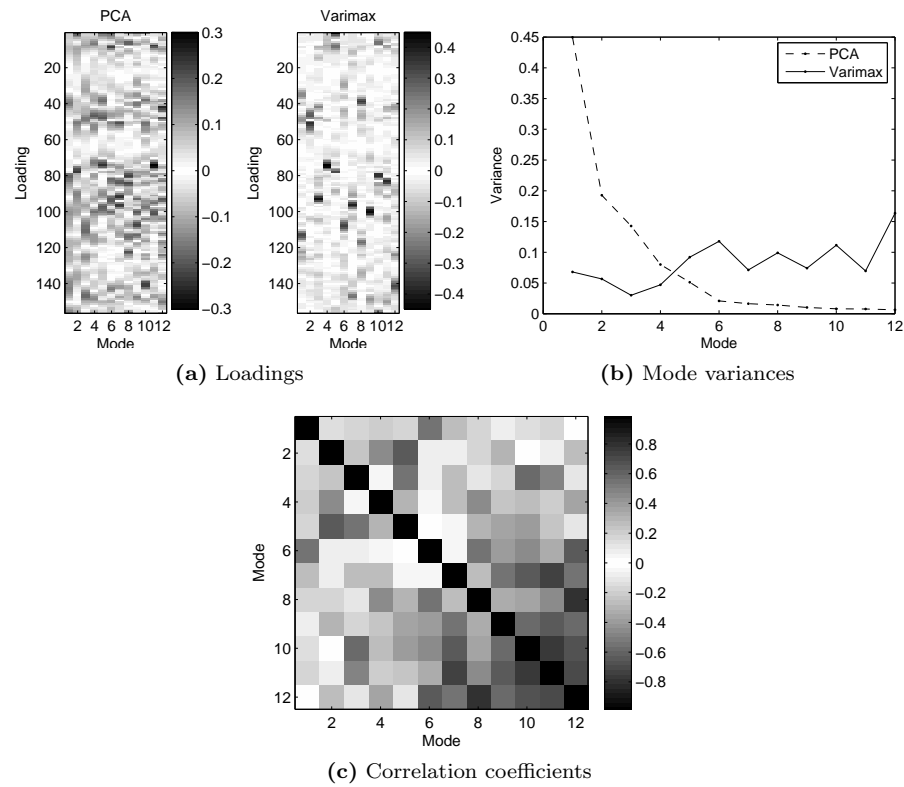 PCA
Varimax
20
40
60
80
100
120
140
Loading
2 4 6 8 10 12
Mode
0.3
0.2
0.1
0
−0.1
−0.2
−0.3
20
40
60
80
100
120
140
Loading
2 4 6 8 10 12
Mode
0.4
0.3
0.2
0.1
0
−0.1
−0.2
−0.3
−0.4
(a) Loadings
0.45
0.4
0.35
0.3
0.25
0.2
0.15
0.1
0.05
0
Variance
0 2 4 6 8 10 12
Mode
PCA
Varimax
(b) Mode variances
2
4
6
8
10
12
Mode
2 4 6 8 10 12
Mode
0.8
0.6
0.4
0.2
0
−0.2
−0.4
−0.6
−0.8
(c) Correlation coefficients